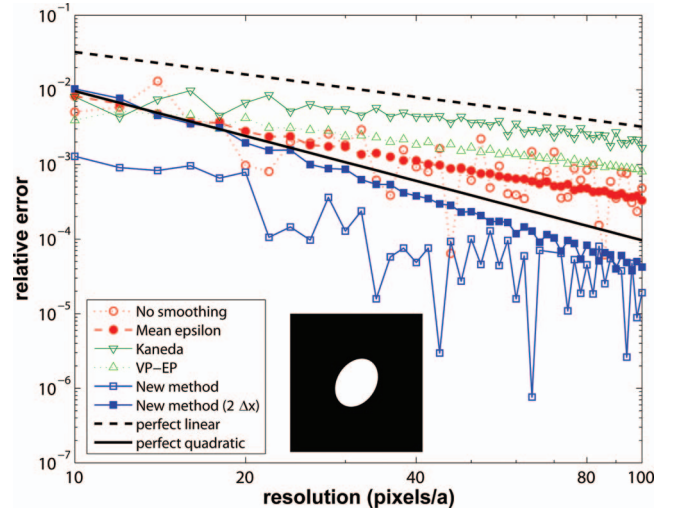 10⁻¹
10⁻²
10⁻³
10⁻⁴
10⁻⁵
10⁻⁶
10⁻⁷
relative error
No smoothing
Mean epsilon
Kaneda
VP−EP
New method
New method (2 Δx)
perfect linear
perfect quadratic
10 20 40 60 80 100
resolution (pixels/a)